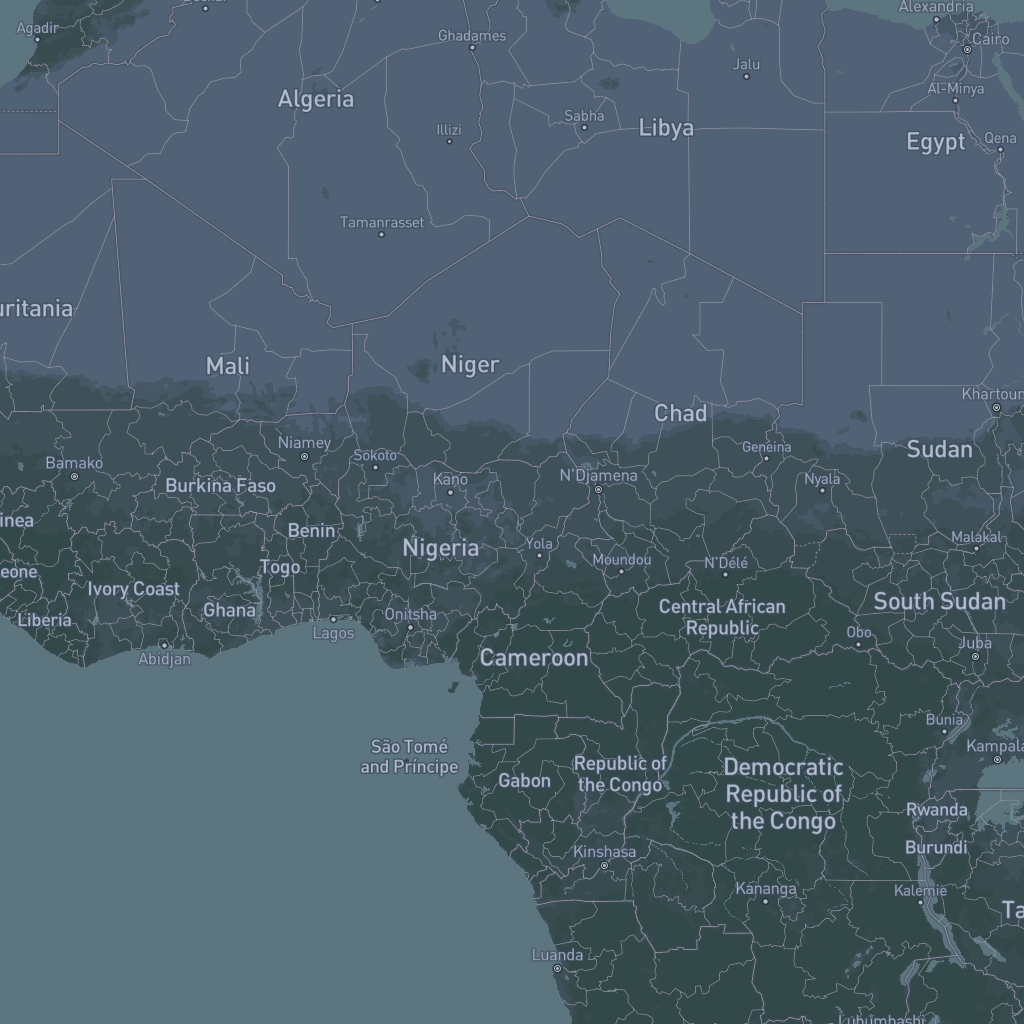 Alexandria
Agadir
Ghadames
Cairo
Jalu
Al-Minya
Algeria
Sabha
Libya
Illizi
Egypt
Qena
Tamanrasset
uritania
Mali
Niger
Khartoum
Chad
Niamey
Sokoto
Geneina
Sudan
Bamako
Kano
N'Djamena
Nyala
Burkina Faso
inea
Benin
Nigeria
Yola
Malakal
Togo
Moundou
N'Délé
eone
Ivory Coast
Ghana
Central African
Republic
South Sudan
Liberia
Lagos
Onitsha
Obo
Juba
Abidjan
Cameroon
Bunia
São Tomé
and Príncipe
Kampala
Gabon
Republic of
the Congo
Democratic
Republic of
the Congo
Rwanda
Burundi
Kinshasa
Kananga
Kalemie
Ta
Luanda
Lubumbashi